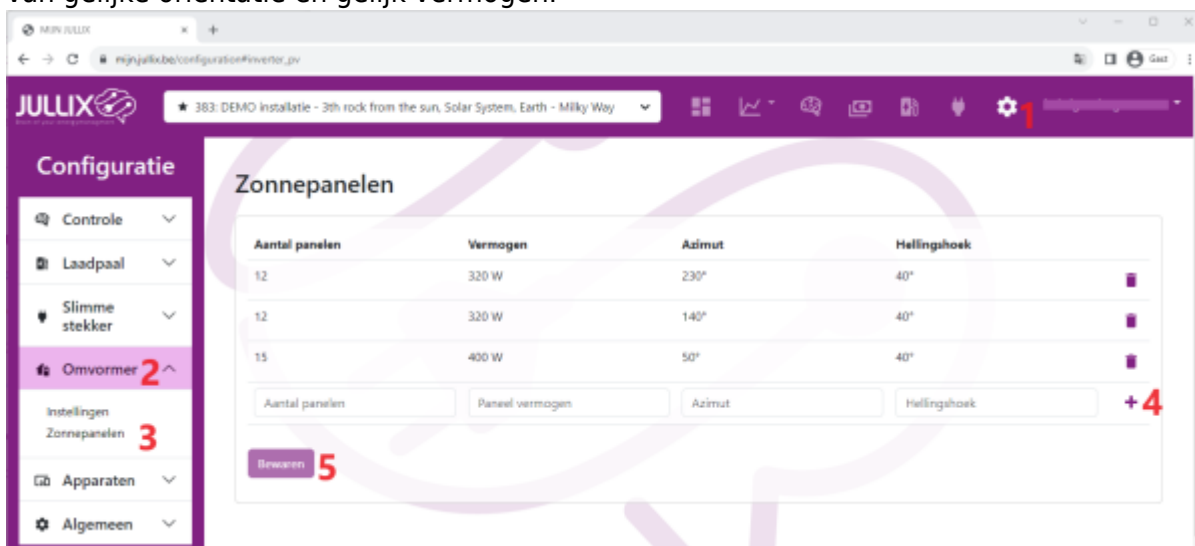 van gelijke oriëntatie en gelijk vermogen.
MIJN JULLIX
mijnjullix.be/configuration#inverter_pv
Gast
JULLIX
★ 383: DEMO installatie - 3th rock from the sun, Solar System, Earth - Milky Way
1
Configuratie
Controle
Laadpaal
Slimme
stekker
Omvormer 2
Instellingen
Zonnepanelen 3
Apparaten
Algemeen
Zonnepanelen
Aantal panelen Vermogen Azimut Hellingshoek
12 320 W 230° 40°
12 320 W 140° 40°
15 400 W 50° 40°
Aantal panelen Paneel vermogen Azimut Hellingshoek + 4
Bewaren 5